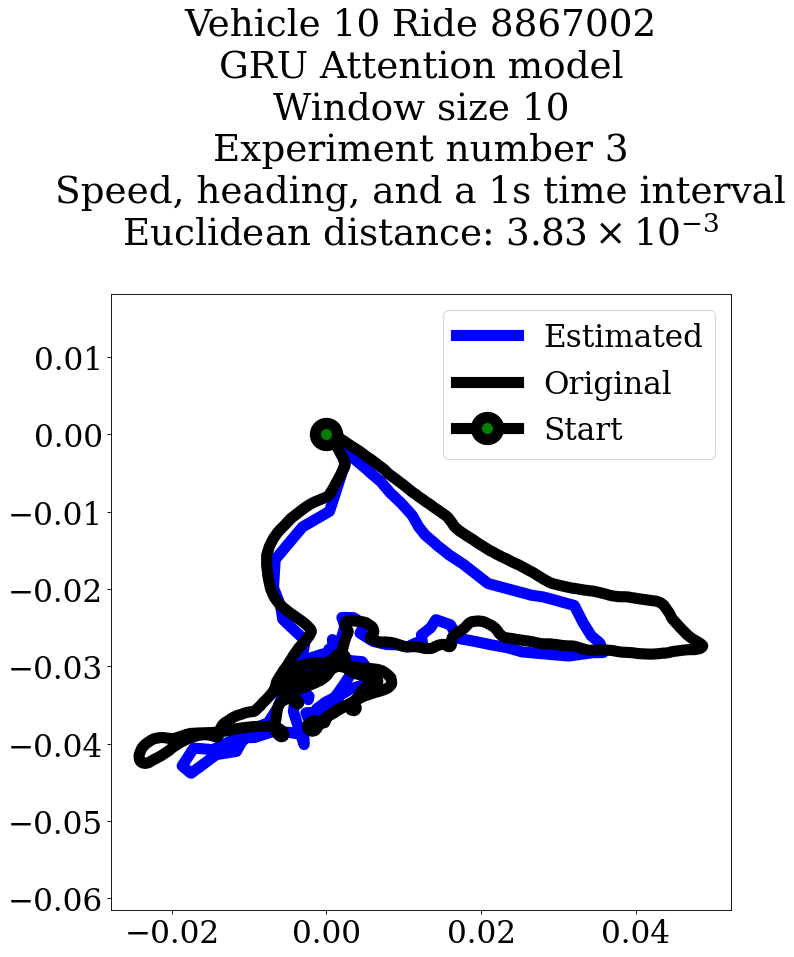 Vehicle 10 Ride 8867002
GRU Attention model
Window size 10
Experiment number 3
Speed, heading, and a 1s time interval
Euclidean distance: 3.83 × 10⁻³
Estimated
Original
Start
0.01
0.00
−0.01
−0.02
−0.03
−0.04
−0.05
−0.06
−0.02 0.00 0.02 0.04